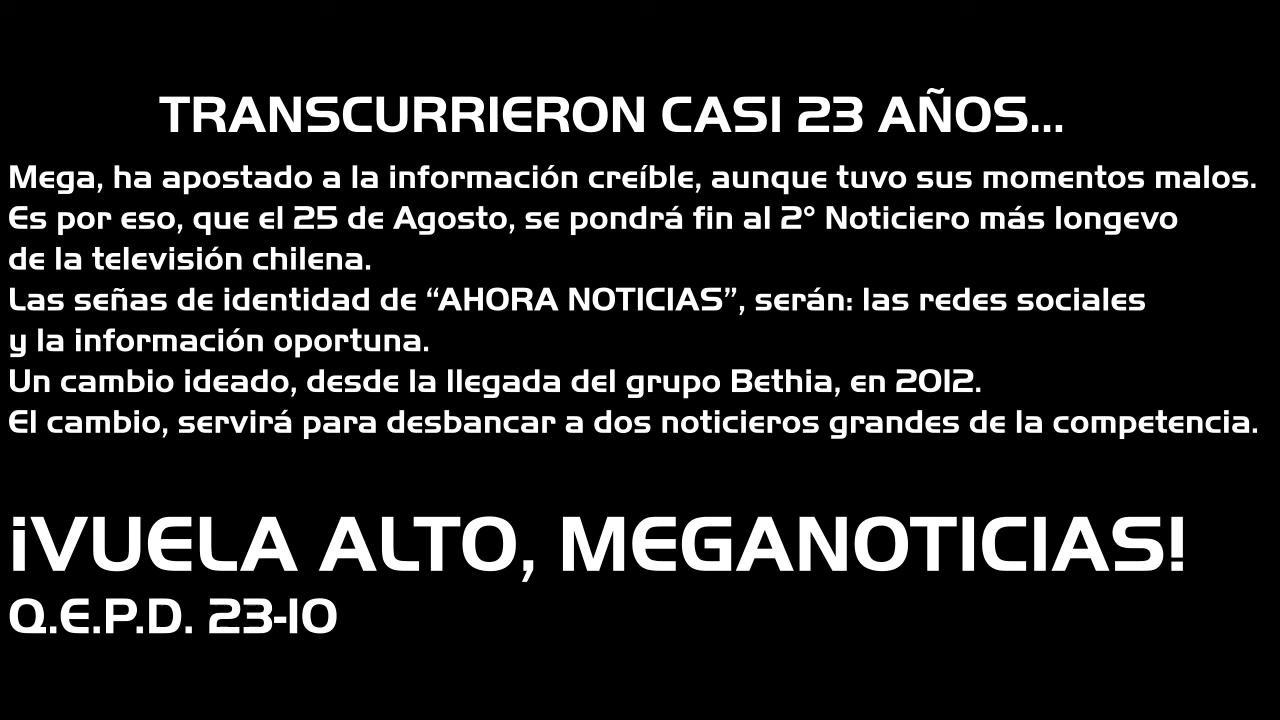 TRANSCURRIERON CASI 23 AÑOS...
Mega, ha apostado a la información creíble, aunque tuvo sus momentos malos.
Es por eso, que el 25 de Agosto, se pondrá fin al 2º Noticiero más longevo
de la televisión chilena.
Las señas de identidad de “AHORA NOTICIAS”, serán: las redes sociales
y la información oportuna.
Un cambio ideado, desde la llegada del grupo Bethia, en 2012.
El cambio, servirá para desbancar a dos noticieros grandes de la competencia.
¡VUELA ALTO, MEGANOTICIAS!
Q.E.P.D. 23-10